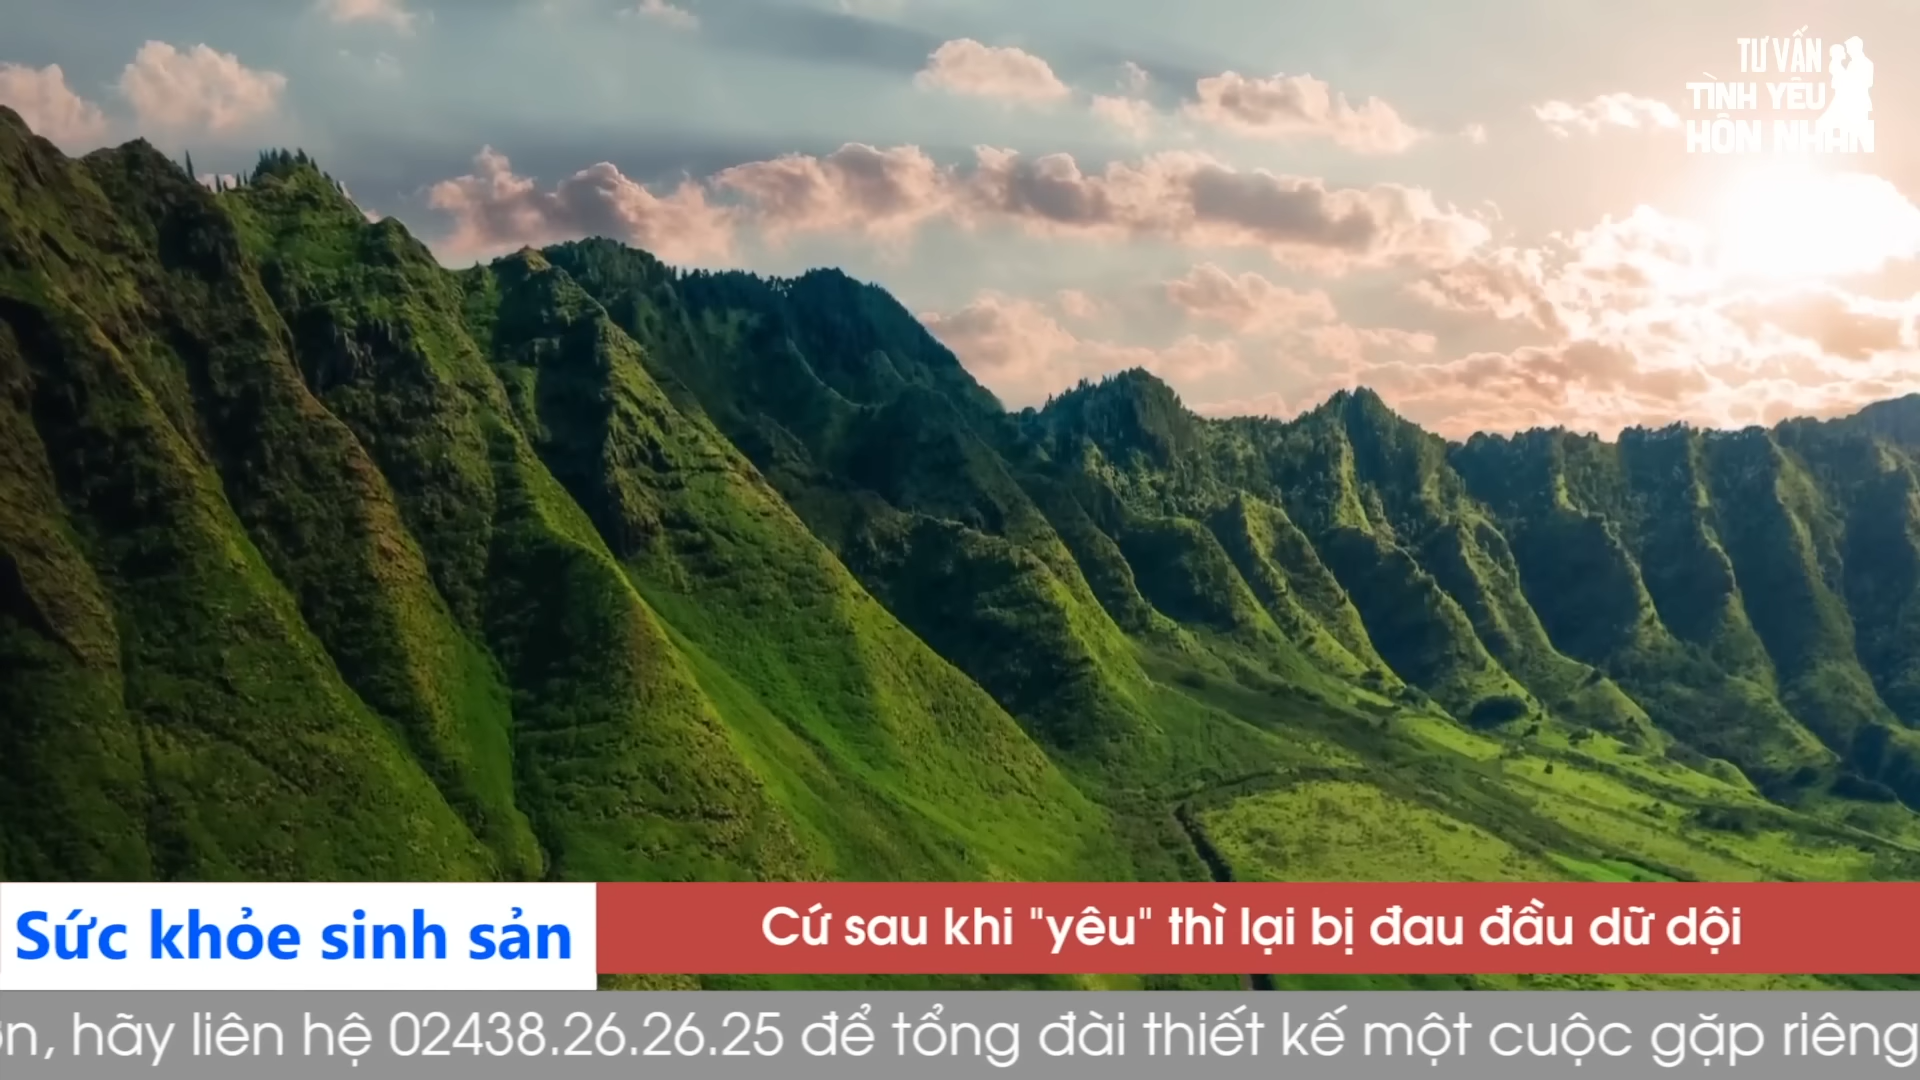 TƯ VẤN
TÌNH YÊU
HÔN NHÂN
Sức khỏe sinh sản
Cứ sau khi "yêu" thì lại bị đau đầu dữ dội
hãy liên hệ 02438.26.26.25 để tổng đài thiết kế một cuộc gặp riêng